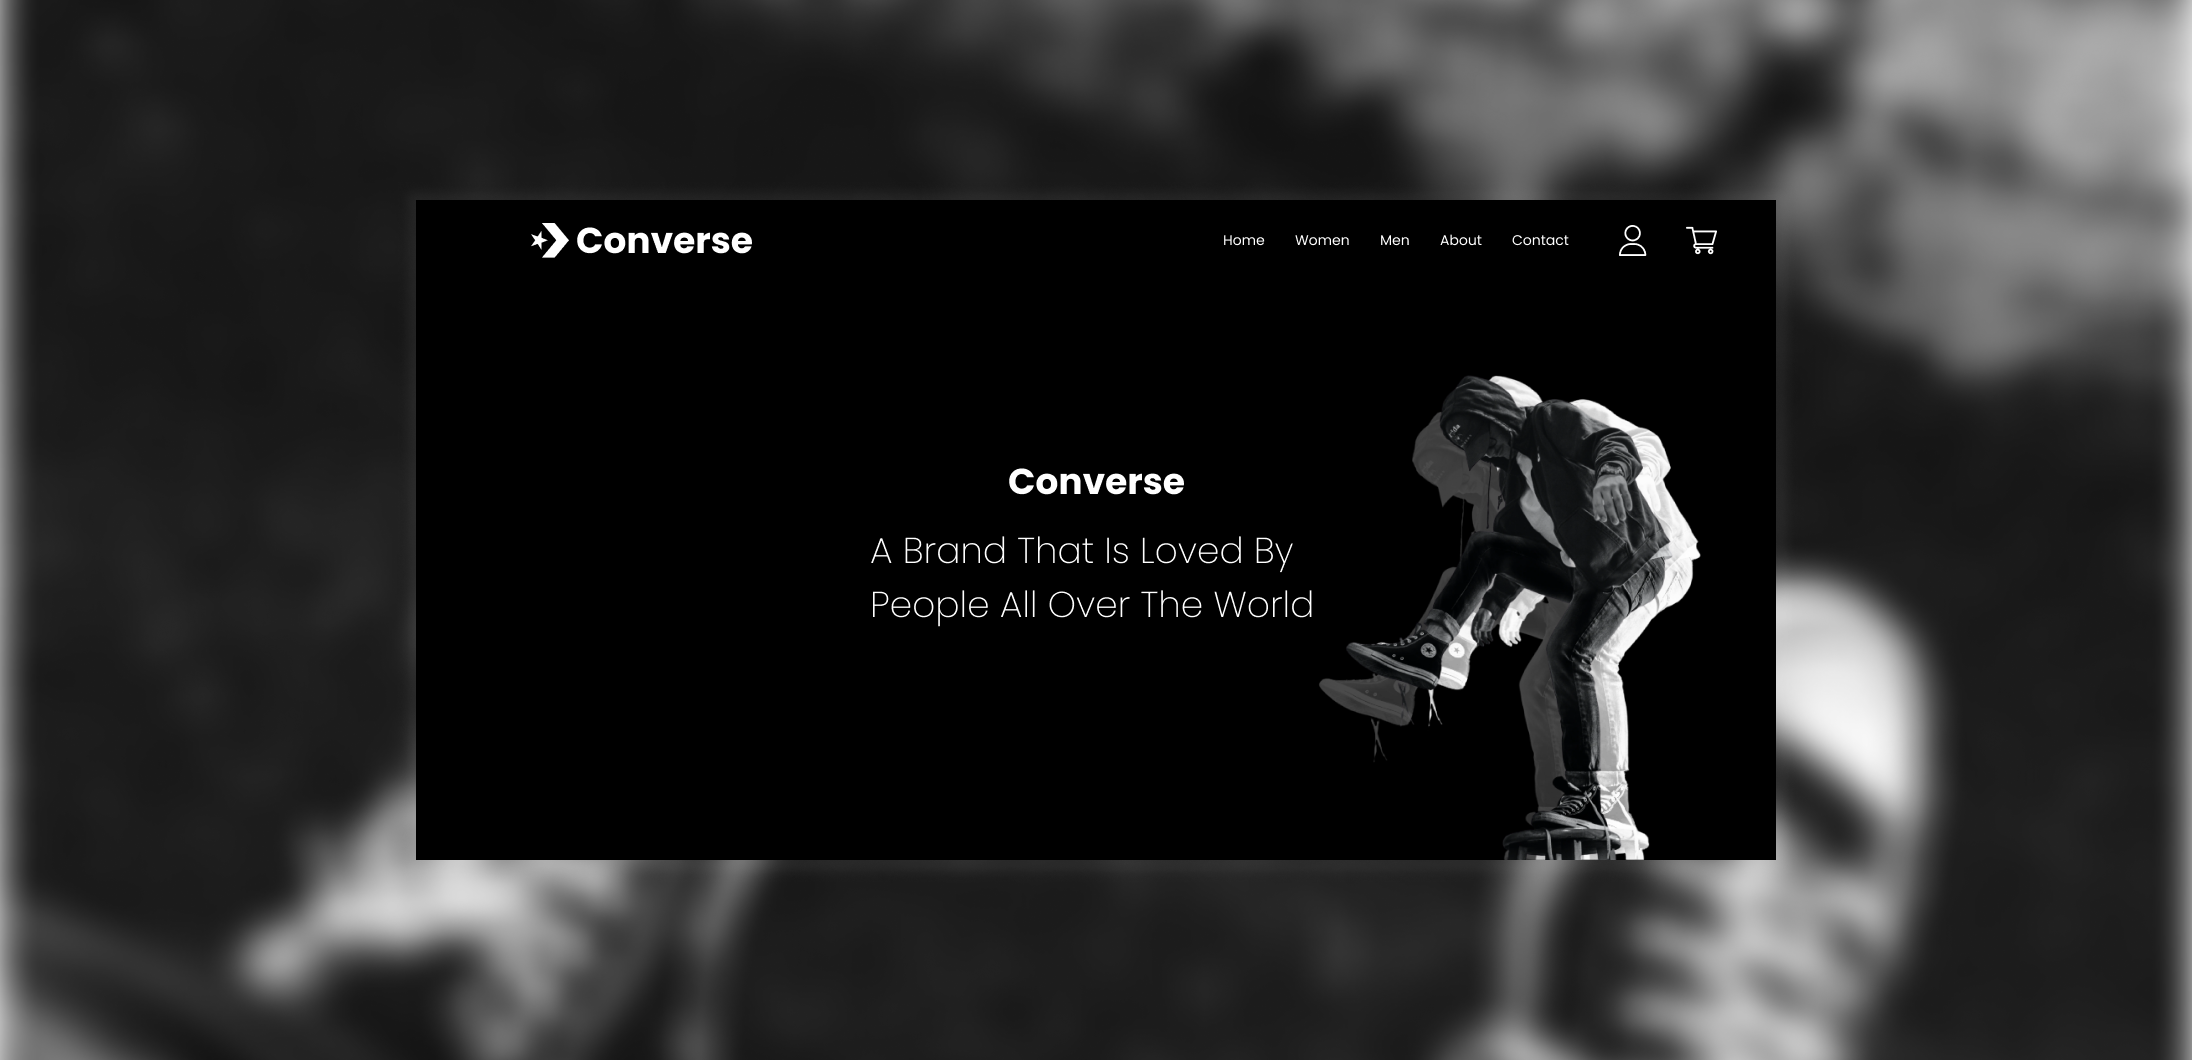 Converse
Home Women Men About Contact
Converse
A Brand That Is Loved By
People All Over The World